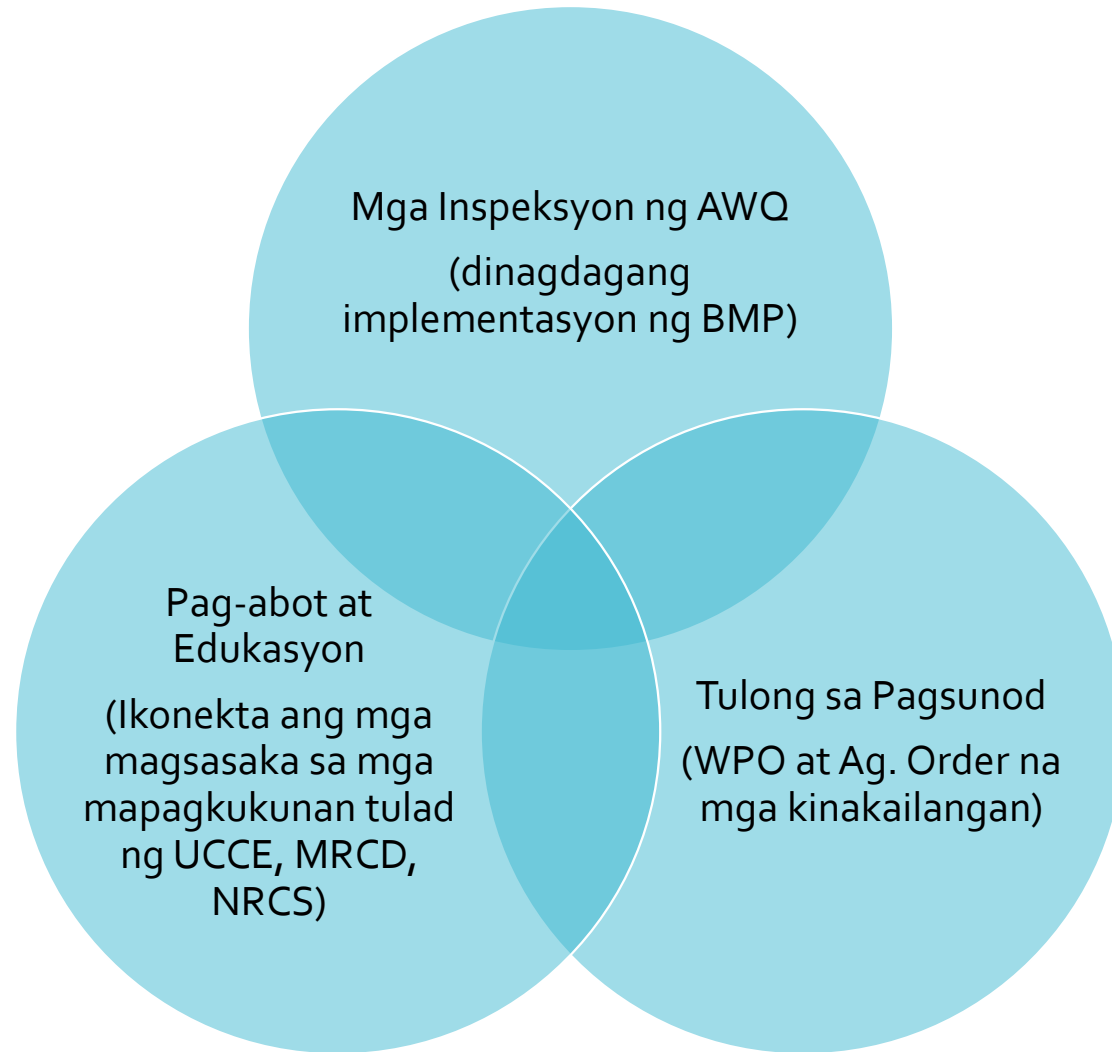 Mga Inspeksyon ng AWQ
(dinagdagang
implementasyon ng BMP)
Pag-abot at
Edukasyon
(Ikonekta ang mga
magsasaka sa mga
mapagkukunan tulad
ng UCCE, MRCD,
NRCS)
Tulong sa Pagsunod
(WPO at Ag. Order na
mga kinakailangan)